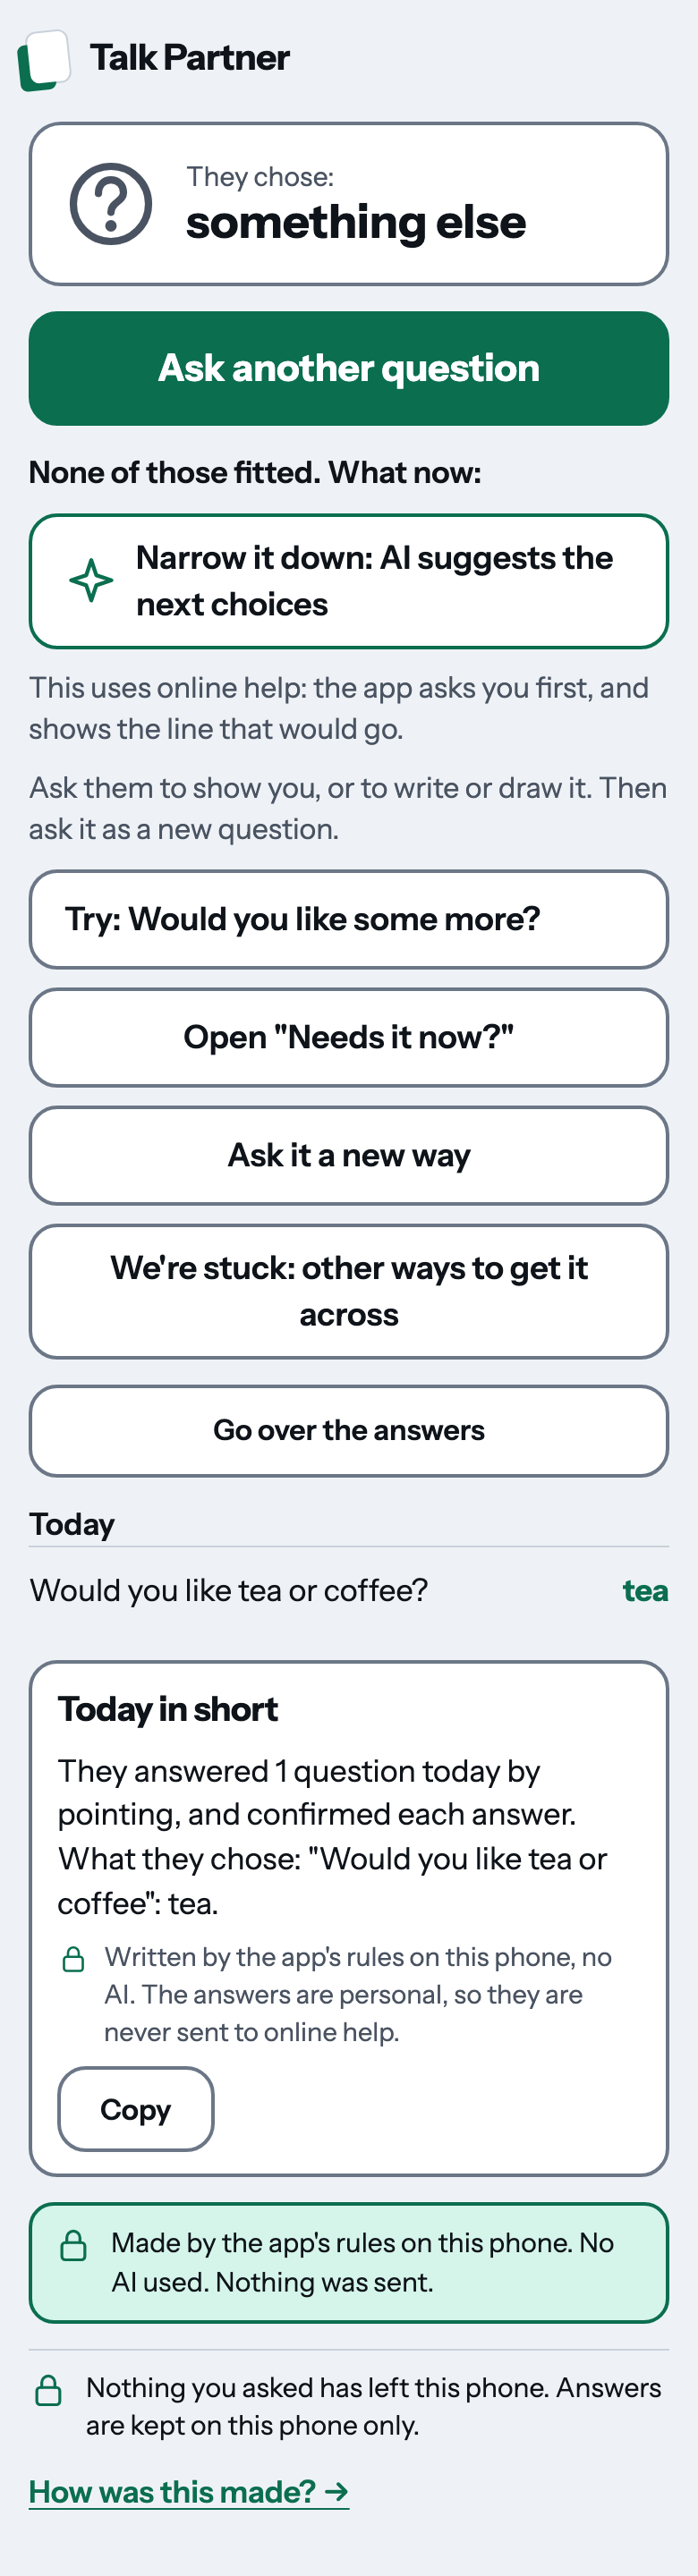 Talk Partner
They chose:
something else
Ask another question
None of those fitted. What now:
Narrow it down: AI suggests the
next choices
This uses online help: the app asks you first, and
shows the line that would go.
Ask them to show you, or to write or draw it. Then
ask it as a new question.
Try: Would you like some more?
Open "Needs it now?"
Ask it a new way
We're stuck: other ways to get it
across
Go over the answers
Today
Would you like tea or coffee? tea
Today in short
They answered 1 question today by
pointing, and confirmed each answer.
What they chose: "Would you like tea or
coffee": tea.
Written by the app's rules on this phone, no
AI. The answers are personal, so they are
never sent to online help.
Copy
Made by the app's rules on this phone. No
AI used. Nothing was sent.
Nothing you asked has left this phone. Answers
are kept on this phone only.
How was this made? →